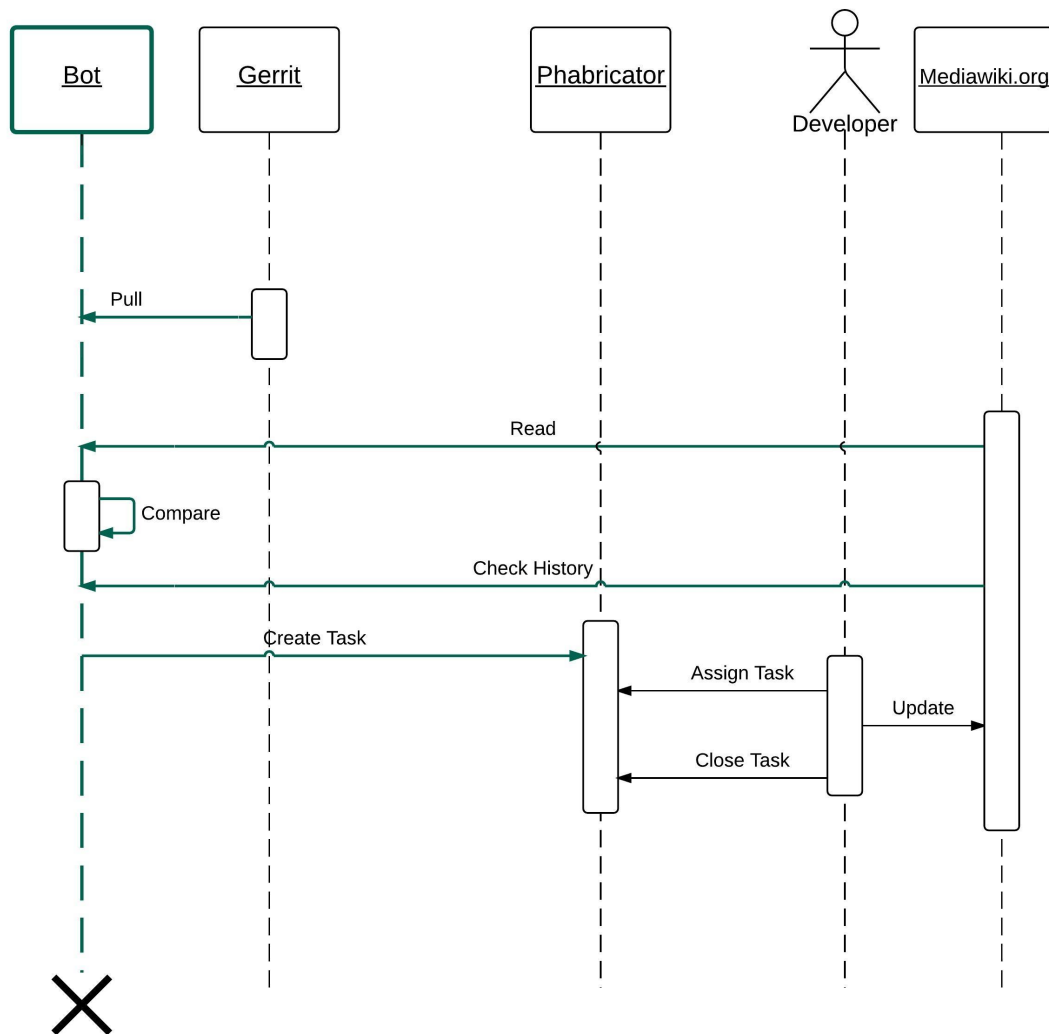 Bot
Gerrit
Phabricator
Developer
Mediawiki.org
Pull
Read
Compare
Check History
Create Task
Assign Task
Update
Close Task